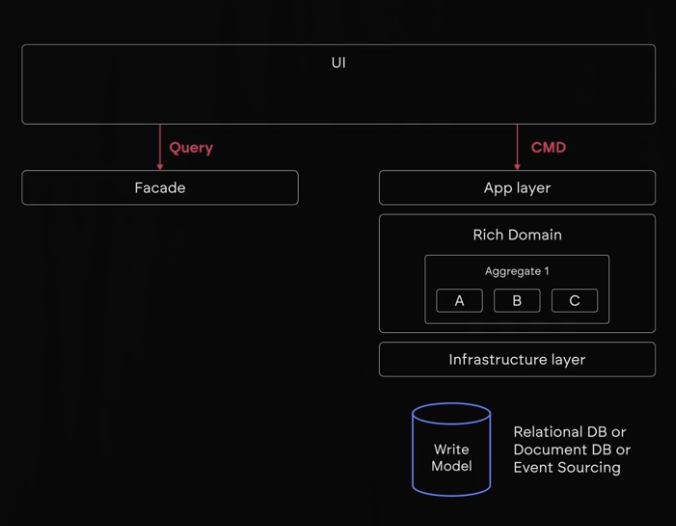 UI
Query
CMD
Facade
App layer
Rich Domain
Aggregate 1
A
B
C
Infrastructure layer
Write
Model
Relational DB or
Document DB or
Event Sourcing